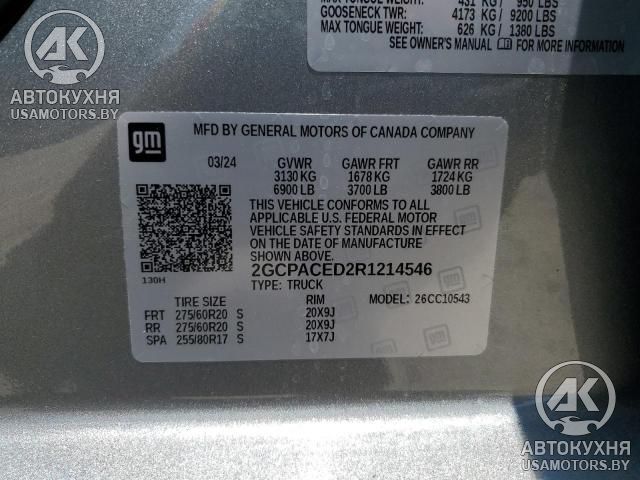 MAX TONGUE WEIGHT: 431 KG / 950 LBS
GOOSENECK TWR: 4173 KG / 9200 LBS
MAX TONGUE WEIGHT: 626 KG / 1380 LBS
SEE OWNER'S MANUAL FOR MORE INFORMATION
АВТОКУХНЯ
USAMOTORS.BY
gm
MFD BY GENERAL MOTORS OF CANADA COMPANY
03/24 GVWR GAWR FRT GAWR RR
3130 KG 1678 KG 1724 KG
6900 LB 3700 LB 3800 LB
THIS VEHICLE CONFORMS TO ALL
APPLICABLE U.S. FEDERAL MOTOR
VEHICLE SAFETY STANDARDS IN EFFECT
ON THE DATE OF MANUFACTURE
SHOWN ABOVE.
130H
2GCPACED2R1214546
TYPE: TRUCK
MODEL: 26CC10543
TIRE SIZE RIM
FRT 275/60R20 S 20X9J
RR 275/60R20 S 20X9J
SPA 255/80R17 S 17X7J
АВТОКУХНЯ
USAMOTORS.BY